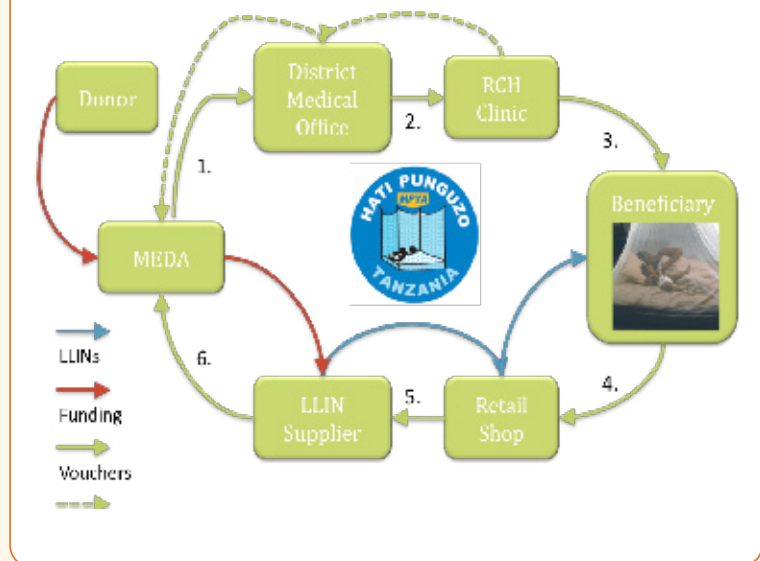 Donor
District
Medical
Office
RCH
Clinic
1.
2.
3.
HATI PUNGUZO
TANZANIA
Beneficiary
MEDA
LLINs
Funding
Vouchers
6.
LLIN
Supplier
5.
Retail
Shop
4.